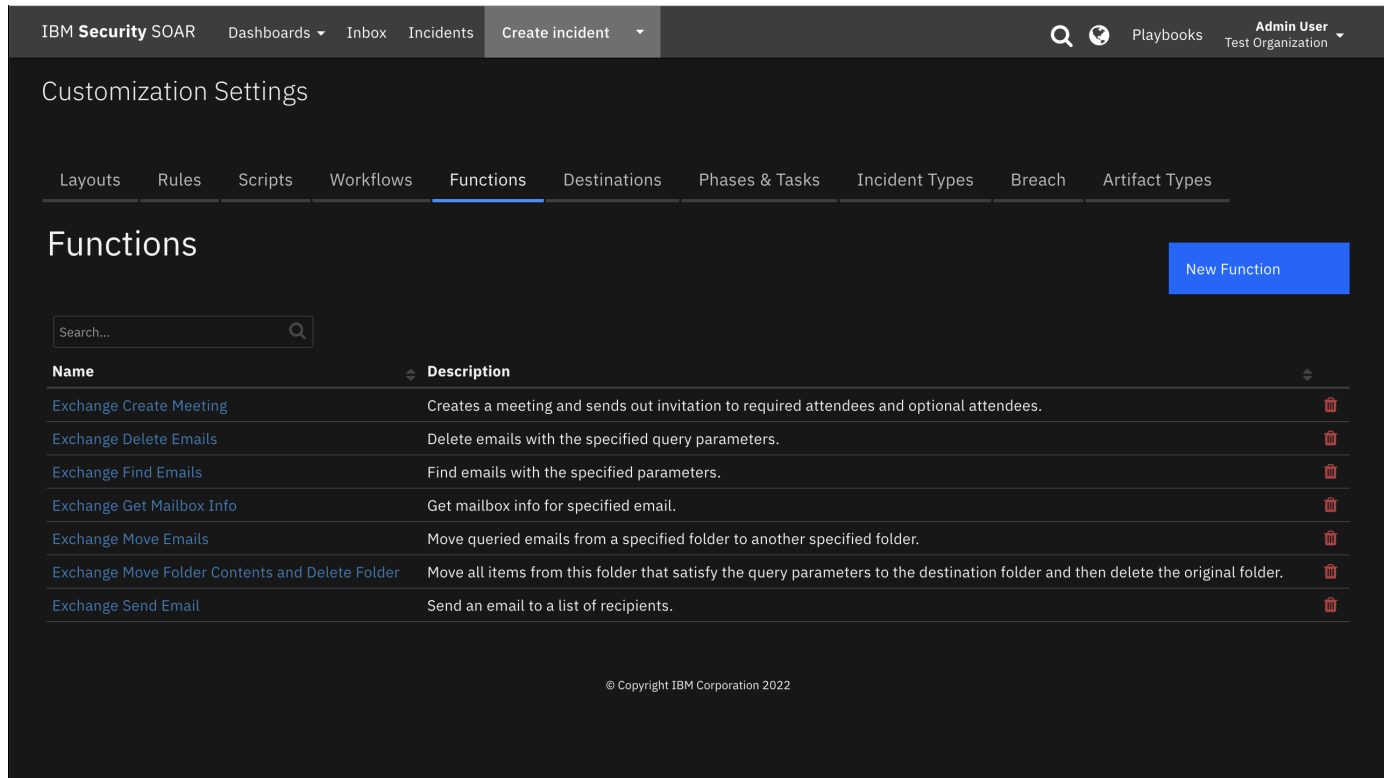 IBM Security SOAR Dashboards Inbox Incidents Create incident Playbooks Admin User Test Organization
Customization Settings
Layouts Rules Scripts Workflows Functions Destinations Phases & Tasks Incident Types Breach Artifact Types
Functions
New Function
Search...
Name Description
Exchange Create Meeting Creates a meeting and sends out invitation to required attendees and optional attendees.
Exchange Delete Emails Delete emails with the specified query parameters.
Exchange Find Emails Find emails with the specified parameters.
Exchange Get Mailbox Info Get mailbox info for specified email.
Exchange Move Emails Move queried emails from a specified folder to another specified folder.
Exchange Move Folder Contents and Delete Folder Move all items from this folder that satisfy the query parameters to the destination folder and then delete the original folder.
Exchange Send Email Send an email to a list of recipients.
© Copyright IBM Corporation 2022